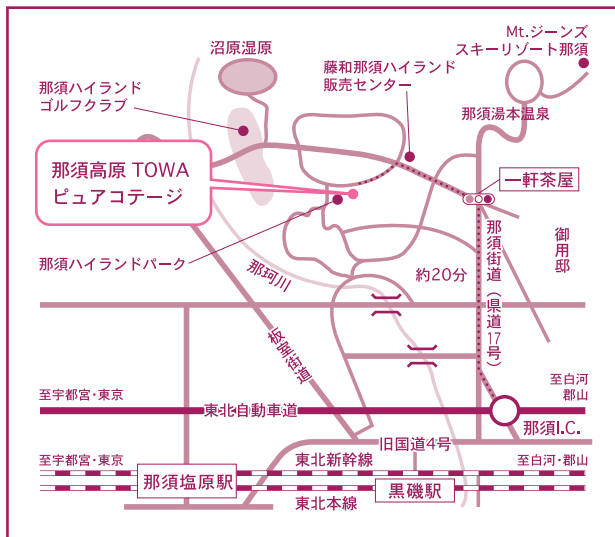 Mt.ジーンズ
スキーリゾート那須
沼原湿原
藤和那須ハイランド
販売センター
那須ハイランド
ゴルフクラブ
那須湯本温泉
那須高原 TOWA
ピュアコテージ
一軒茶屋
那須ハイランドパーク
那珂川
約20分
那須街道(県道17号)
御用邸
板室街道
至宇都宮・東京
東北自動車道
至白河
郡山
那須I.C.
旧国道4号
至宇都宮・東京
東北新幹線
至白河・郡山
那須塩原駅
黒磯駅
東北本線